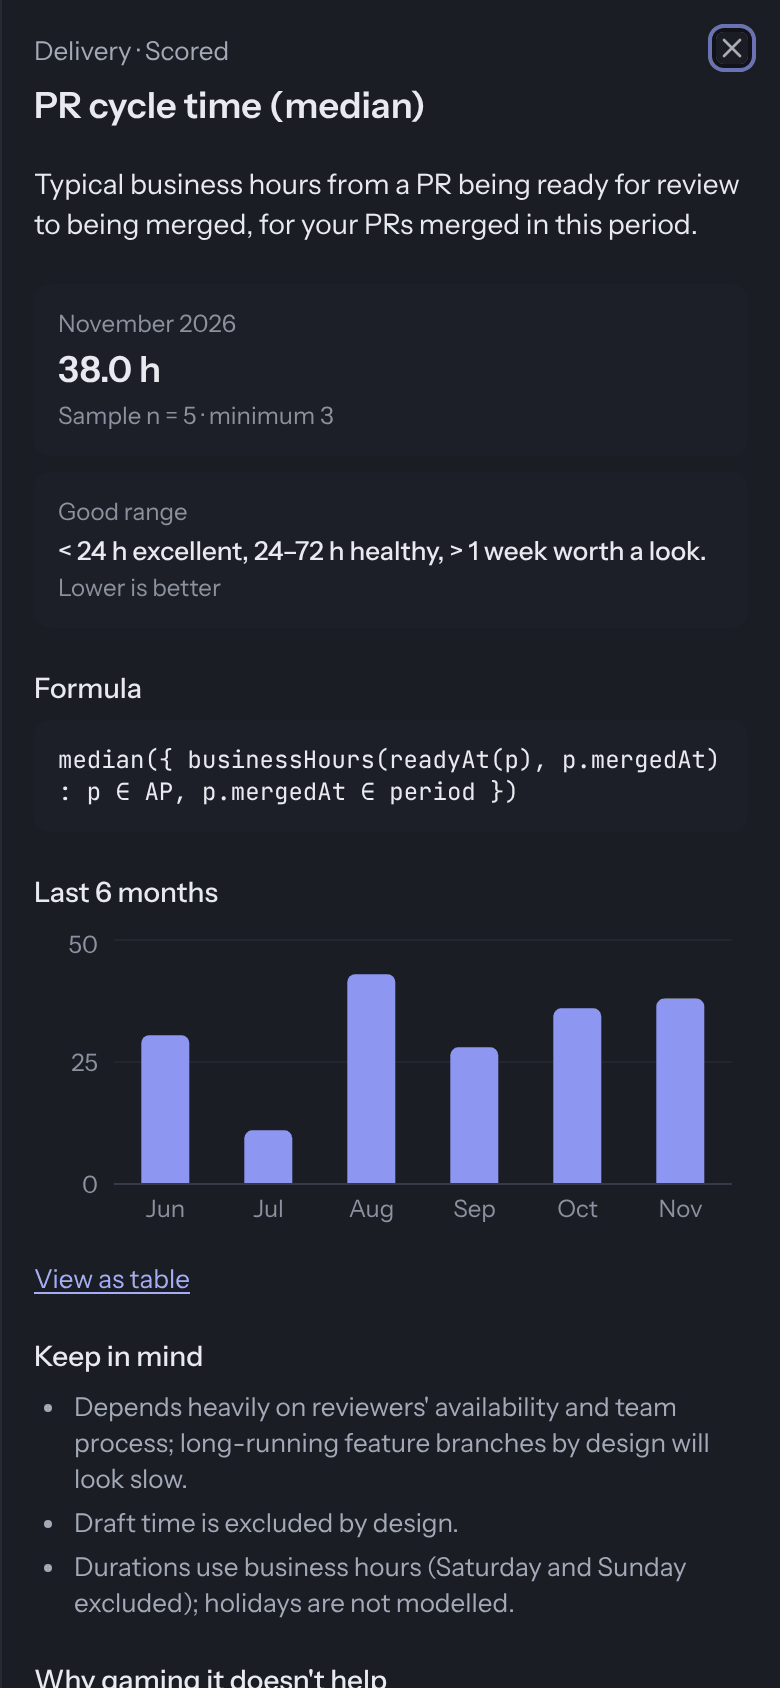 Delivery · Scored
PR cycle time (median)
Typical business hours from a PR being ready for review
to being merged, for your PRs merged in this period.
November 2026
38.0 h
Sample n = 5 · minimum 3
Good range
< 24 h excellent, 24–72 h healthy, > 1 week worth a look.
Lower is better
Formula
median({ businessHours(readyAt(p), p.mergedAt)
: p ∈ AP, p.mergedAt ∈ period })
Last 6 months
50
25
0
Jun Jul Aug Sep Oct Nov
View as table
Keep in mind
• Depends heavily on reviewers' availability and team
process; long-running feature branches by design will
look slow.
• Draft time is excluded by design.
• Durations use business hours (Saturday and Sunday
excluded); holidays are not modelled.
Why gaming it doesn't help